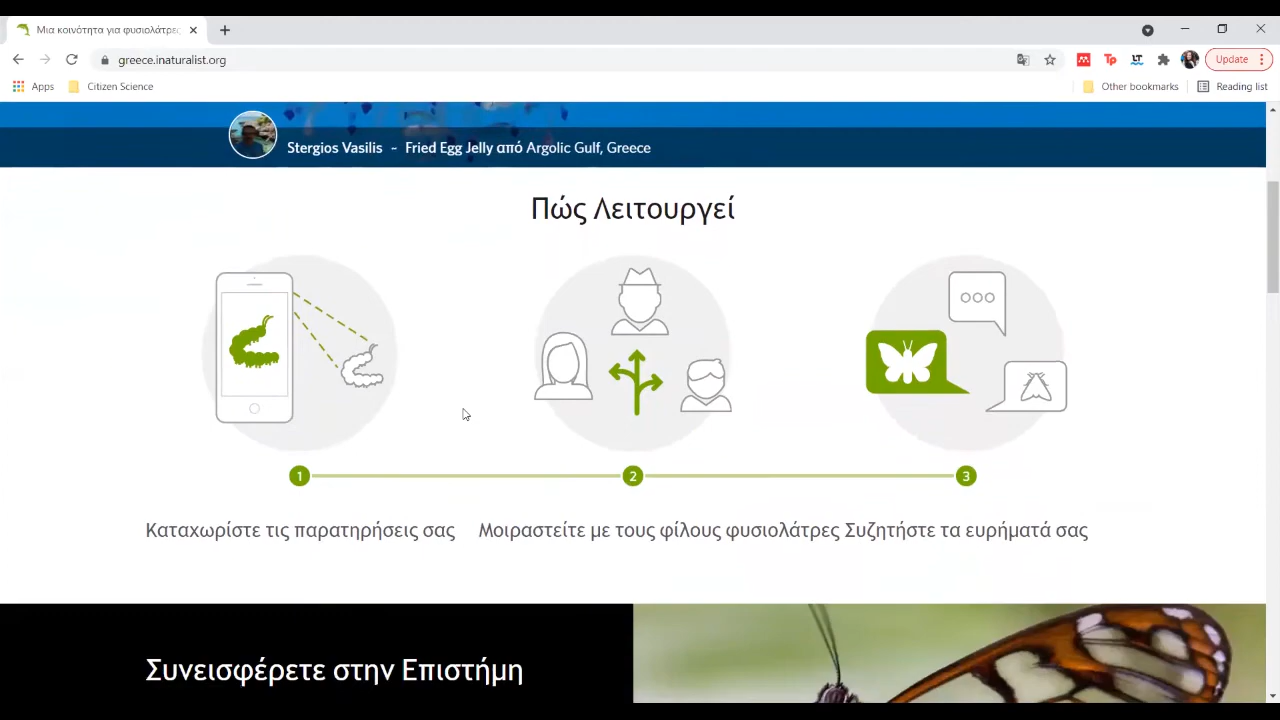 Μια κοινότητα για φυσιολάτρες
greece.inaturalist.org
Update
Apps
Citizen Science
Other bookmarks
Reading list
Stergios Vasilis - Fried Egg Jelly από Argolic Gulf, Greece
Πώς Λειτουργεί
1
2
3
Καταχωρίστε τις παρατηρήσεις σας
Μοιραστείτε με τους φίλους φυσιολάτρες
Συζητήστε τα ευρήματά σας
Συνεισφέρετε στην Επιστήμη